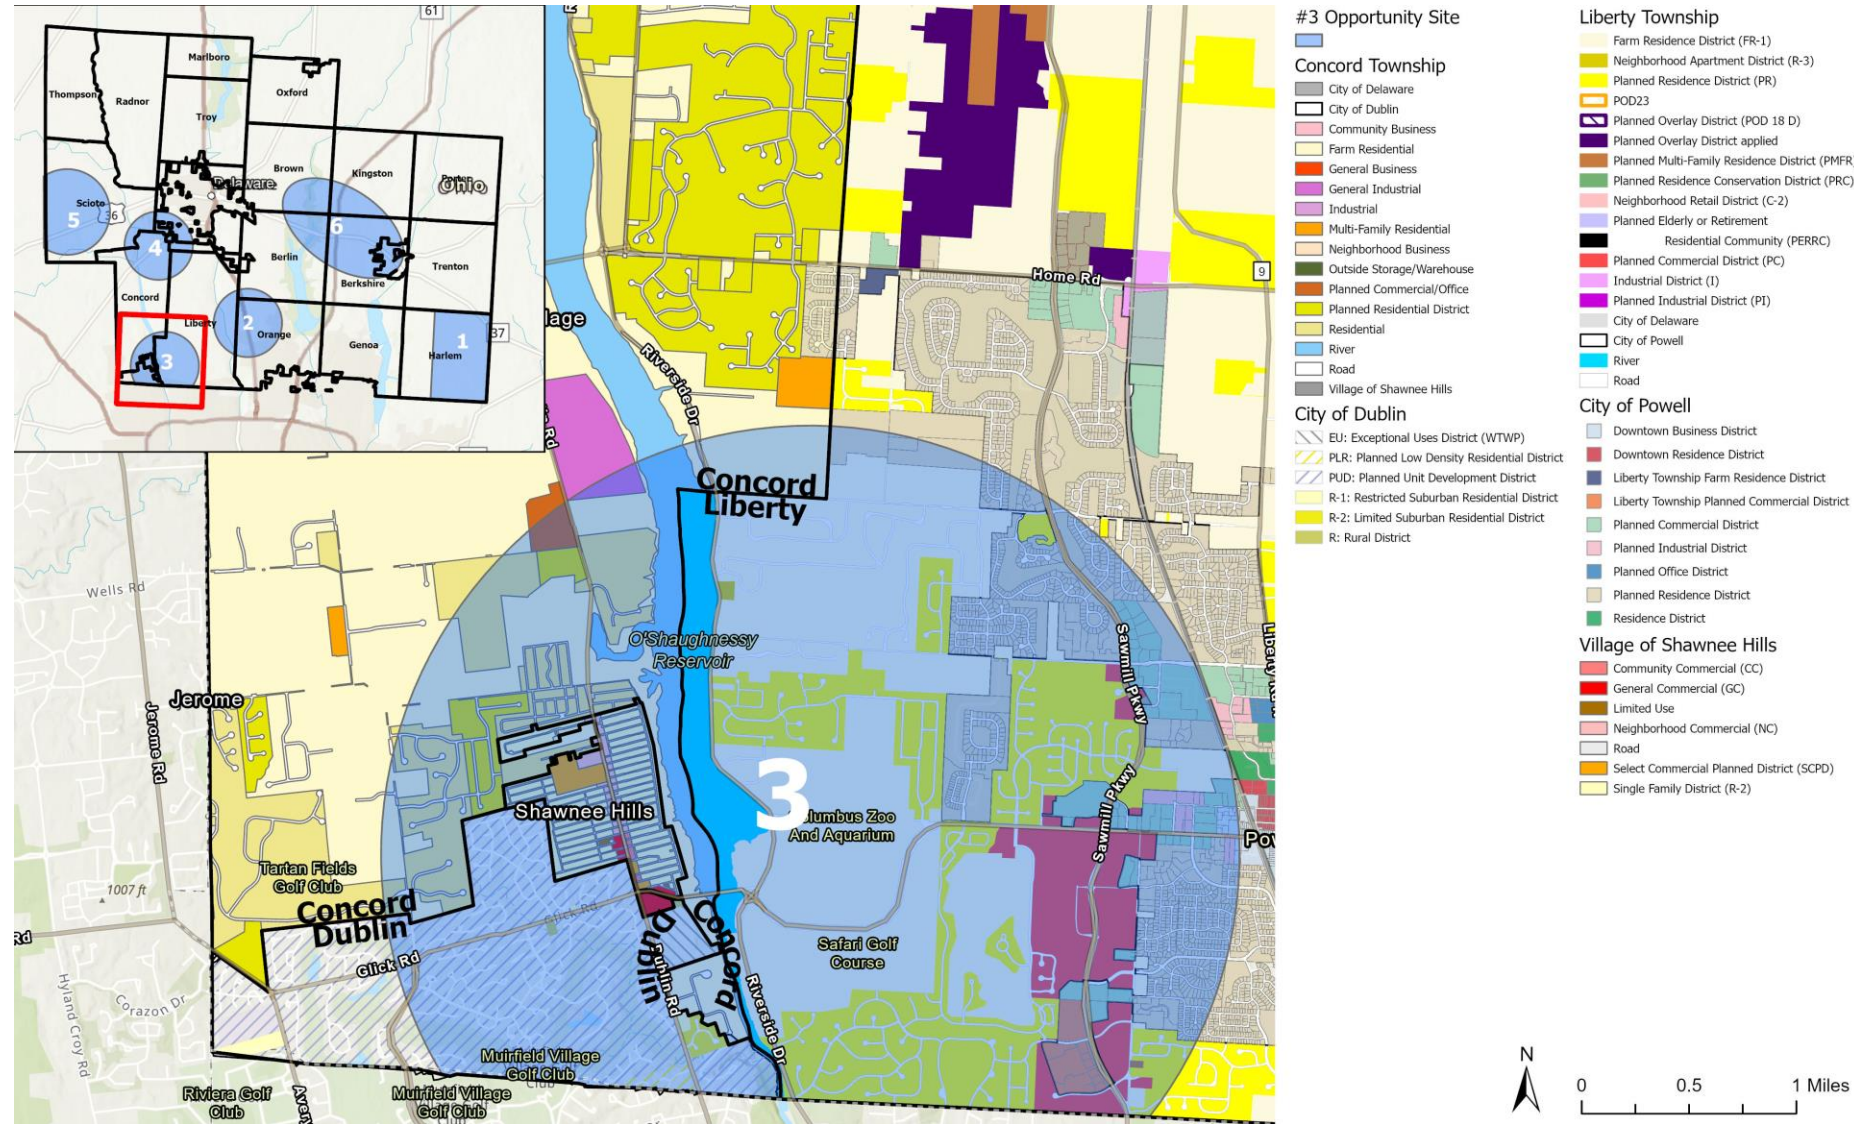 61
Marlboro
Thompson
Radnor
Oxford
Troy
Brown
Kingston
Delaware
Ohio
Scioto
5
36
4
6
Berlin
Trenton
Berkshire
Concord
Liberty
2
Orange
Genoa
Harlem
1
37
3
Home Rd
9
Riverside Dr
Concord
Liberty
Wells Rd
O'Shaughnessy
Reservoir
Sawmill Pkwy
Jerome
Jerome Rd
3
Sawmill Pkwy
Shawnee Hills
And Aquarium
Tartan Fields
Golf Club
1007 ft
Concord
Dublin
Glick Rd
Glick Rd
Rd
Dublin
Concord
Dublin Rd
Safari Golf
Course
Riverside Dr
Hyland Croy Rd
Corazon Dr
Muirfield Village
Golf Club
Riviera Golf
Club
Muirfield Village
Golf Club
#3 Opportunity Site
Concord Township
City of Delaware
City of Dublin
Community Business
Farm Residential
General Business
General Industrial
Industrial
Multi-Family Residential
Neighborhood Business
Outside Storage/Warehouse
Planned Commercial/Office
Planned Residential District
Residential
River
Road
Village of Shawnee Hills
City of Dublin
EU: Exceptional Uses District (WTWP)
PLR: Planned Low Density Residential District
PUD: Planned Unit Development District
R-1: Restricted Suburban Residential District
R-2: Limited Suburban Residential District
R: Rural District
Liberty Township
Farm Residence District (FR-1)
Neighborhood Apartment District (R-3)
Planned Residence District (PR)
POD23
Planned Overlay District (POD 18 D)
Planned Overlay District applied
Planned Multi-Family Residence District (PMFR)
Planned Residence Conservation District (PRC)
Neighborhood Retail District (C-2)
Planned Elderly or Retirement
Residential Community (PERRC)
Planned Commercial District (PC)
Industrial District (I)
Planned Industrial District (PI)
City of Delaware
City of Powell
River
Road
City of Powell
Downtown Business District
Downtown Residence District
Liberty Township Farm Residence District
Liberty Township Planned Commercial District
Planned Commercial District
Planned Industrial District
Planned Office District
Planned Residence District
Residence District
Village of Shawnee Hills
Community Commercial (CC)
General Commercial (GC)
Limited Use
Neighborhood Commercial (NC)
Road
Select Commercial Planned District (SCPD)
Single Family District (R-2)
N
0 0.5 1 Miles